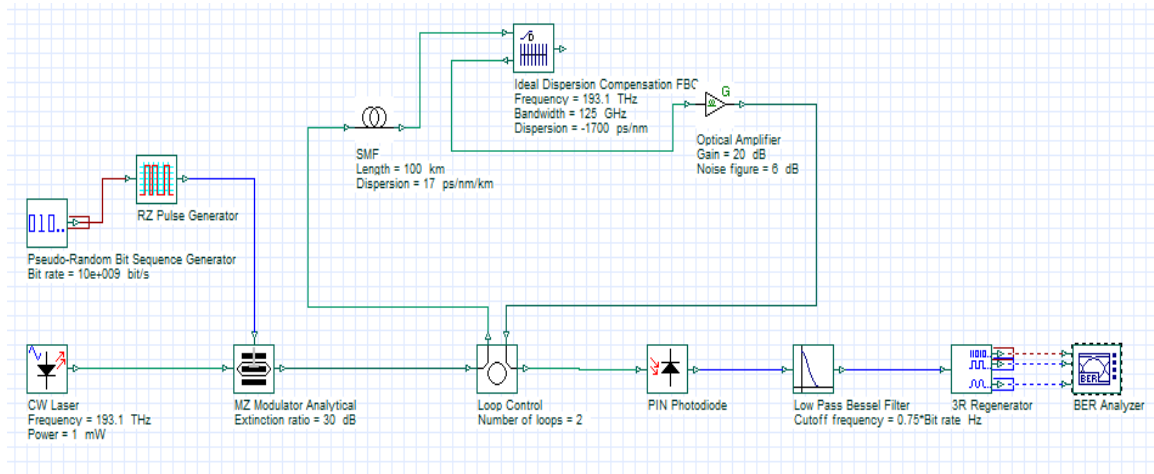 Ideal Dispersion Compensation FBG
Frequency = 193.1 THz
Bandwidth = 125 GHz
Dispersion = -1700 ps/nm
G
Optical Amplifier
Gain = 20 dB
Noise figure = 6 dB
SMF
Length = 100 km
Dispersion = 17 ps/nm/km
RZ Pulse Generator
010..
Pseudo-Random Bit Sequence Generator
Bit rate = 10e+009 bit/s
CW Laser
Frequency = 193.1 THz
Power = 1 mW
MZ Modulator Analytical
Extinction ratio = 30 dB
Loop Control
Number of loops = 2
PIN Photodiode
Low Pass Bessel Filter
Cutoff frequency = 0.75*Bit rate Hz
3R Regenerator
BER
BER Analyzer